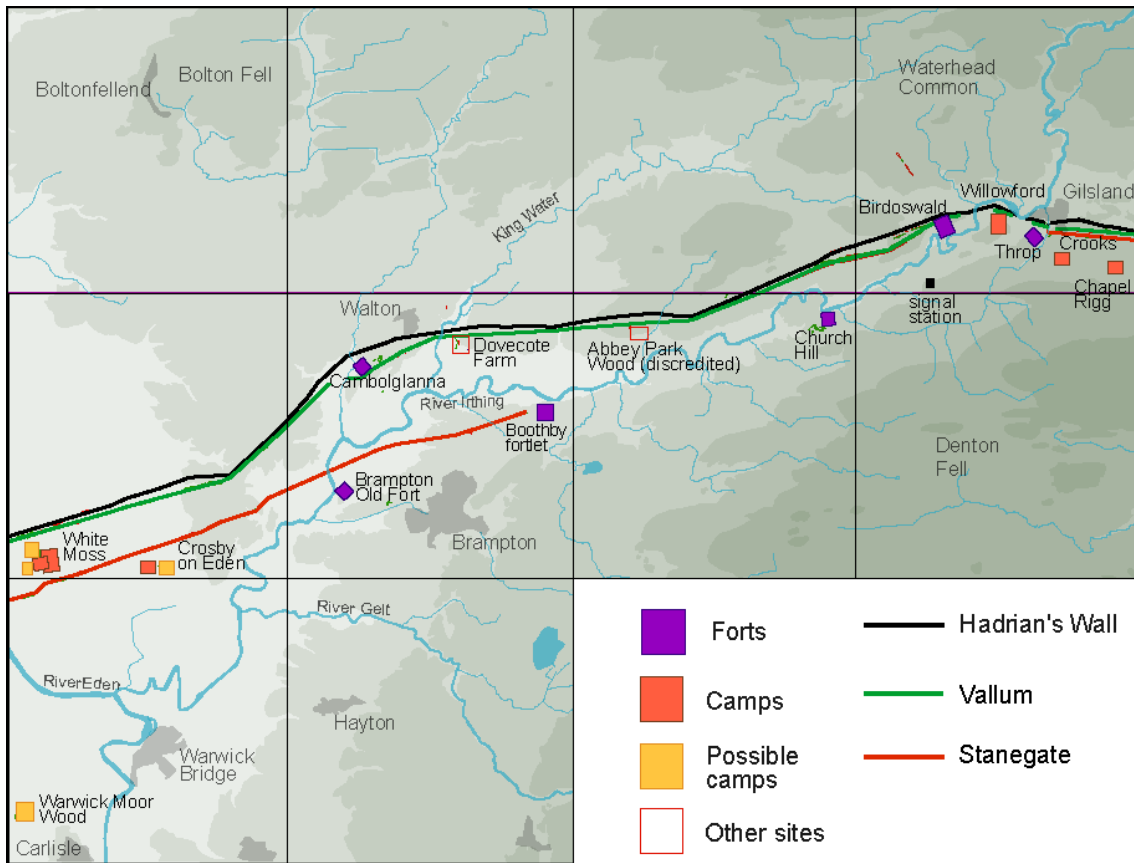 Bolton Fell
Boltonfellend
Waterhead
Common
King Water
Willowford
Gilsland
Birdoswald
Throp
Crooks
Chapel
Rigg
signal
station
Walton
Dovecote
Farm
Abbey Park
Wood (discredited)
Church
Hill
Cambolglanna
River Irthing
Boothby
fortlet
Denton
Fell
Brampton
Old Fort
Brampton
White
Moss
Crosby
on Eden
River Gelt
RiverEden
Hayton
Warwick
Bridge
Warwick Moor
Wood
Carlisle
Forts
Camps
Possible
camps
Other sites
Hadrian's Wall
Vallum
Stanegate